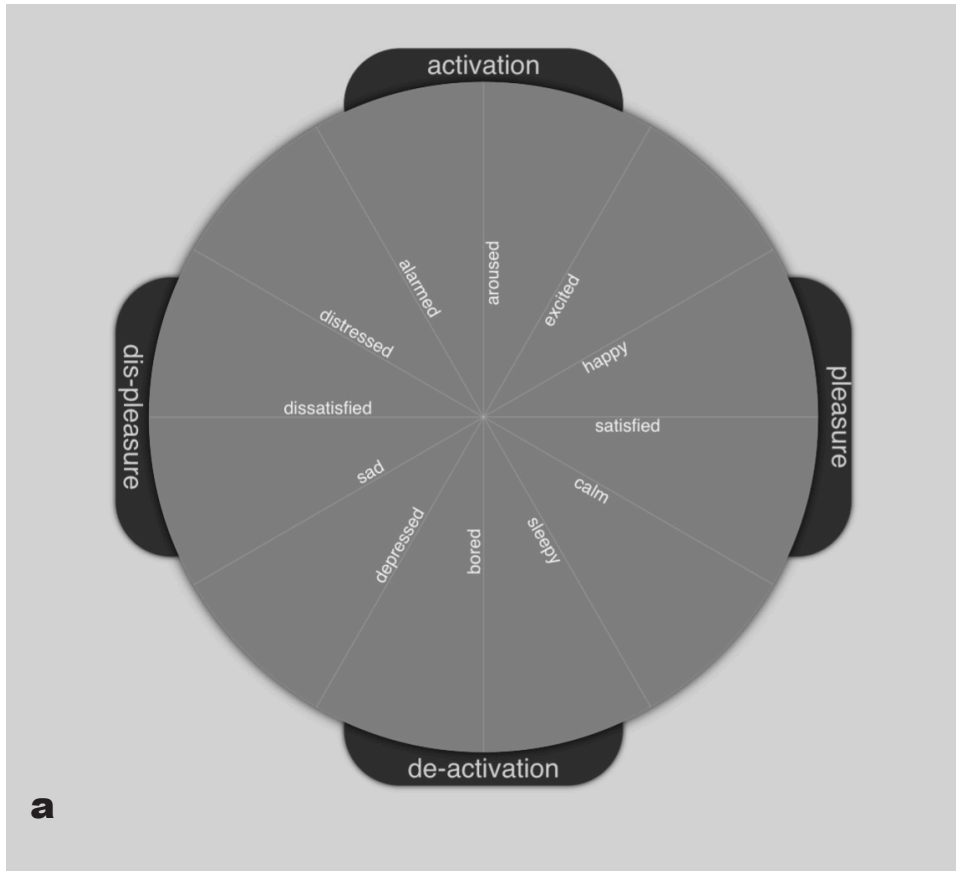 activation
aroused
alarmed
excited
distressed
happy
dis-pleasure
pleasure
dissatisfied
satisfied
sad
calm
depressed
bored
sleepy
de-activation
a